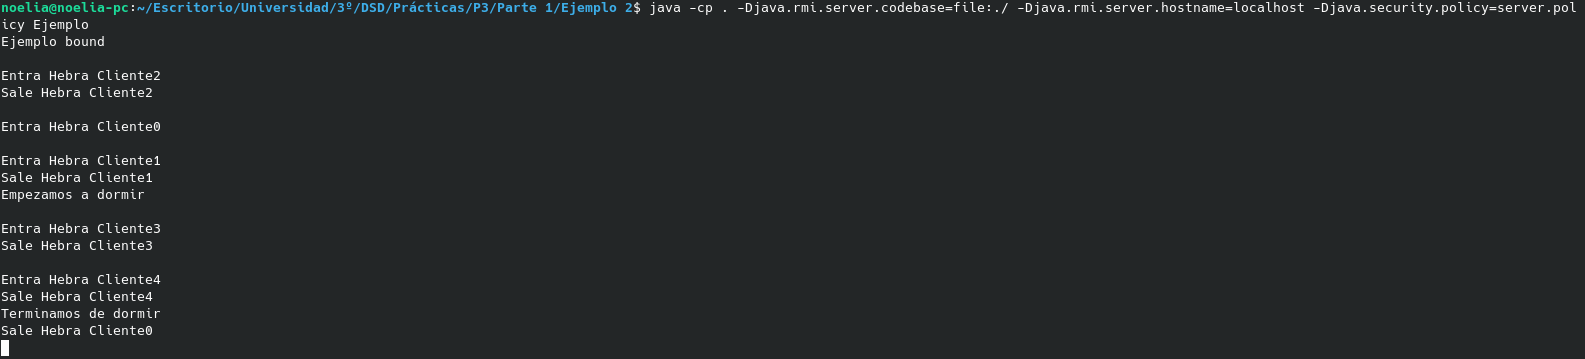 noelia@noelia-pc:~/Escritorio/Universidad/3º/DSD/Prácticas/P3/Parte 1/Ejemplo 2$ java -cp . -Djava.rmi.server.codebase=file:./ -Djava.rmi.server.hostname=localhost -Djava.security.policy=server.pol
icy Ejemplo
Ejemplo bound
Entra Hebra Cliente2
Sale Hebra Cliente2
Entra Hebra Cliente0
Entra Hebra Cliente1
Sale Hebra Cliente1
Empezamos a dormir
Entra Hebra Cliente3
Sale Hebra Cliente3
Entra Hebra Cliente4
Sale Hebra Cliente4
Terminamos de dormir
Sale Hebra Cliente0